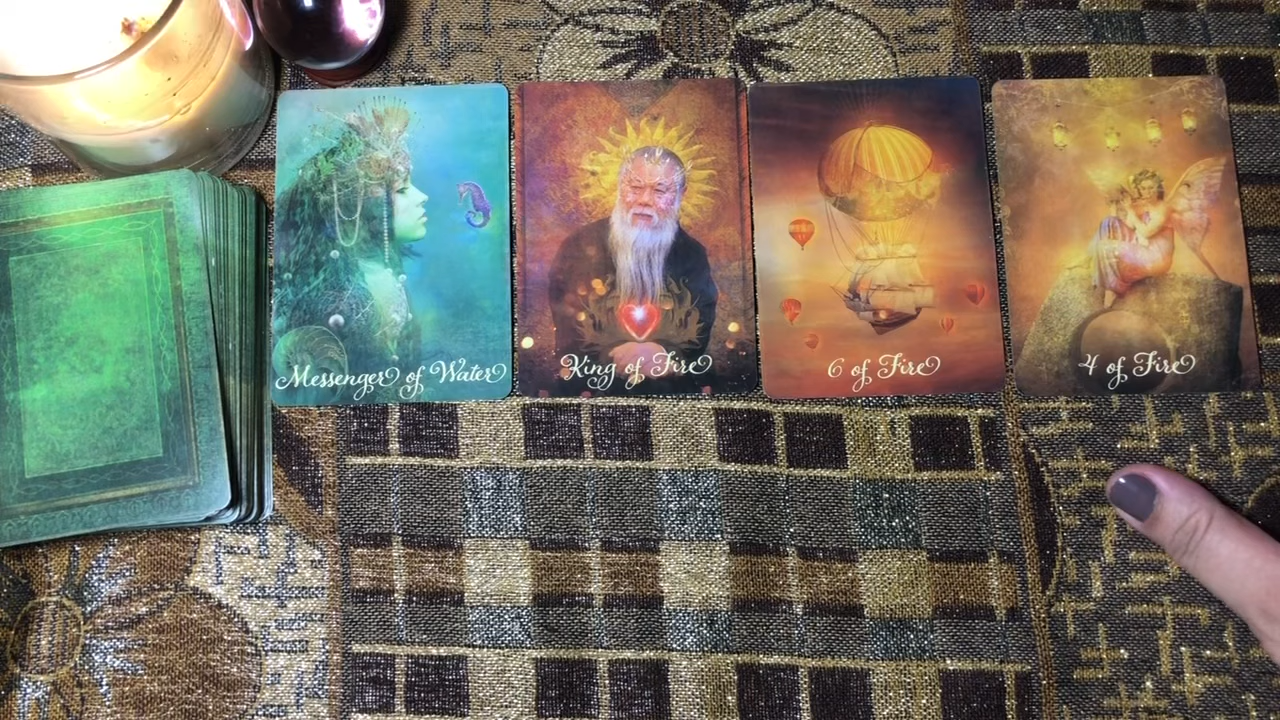 Messenger of Water
King of Fire
6 of Fire
4 of Fire